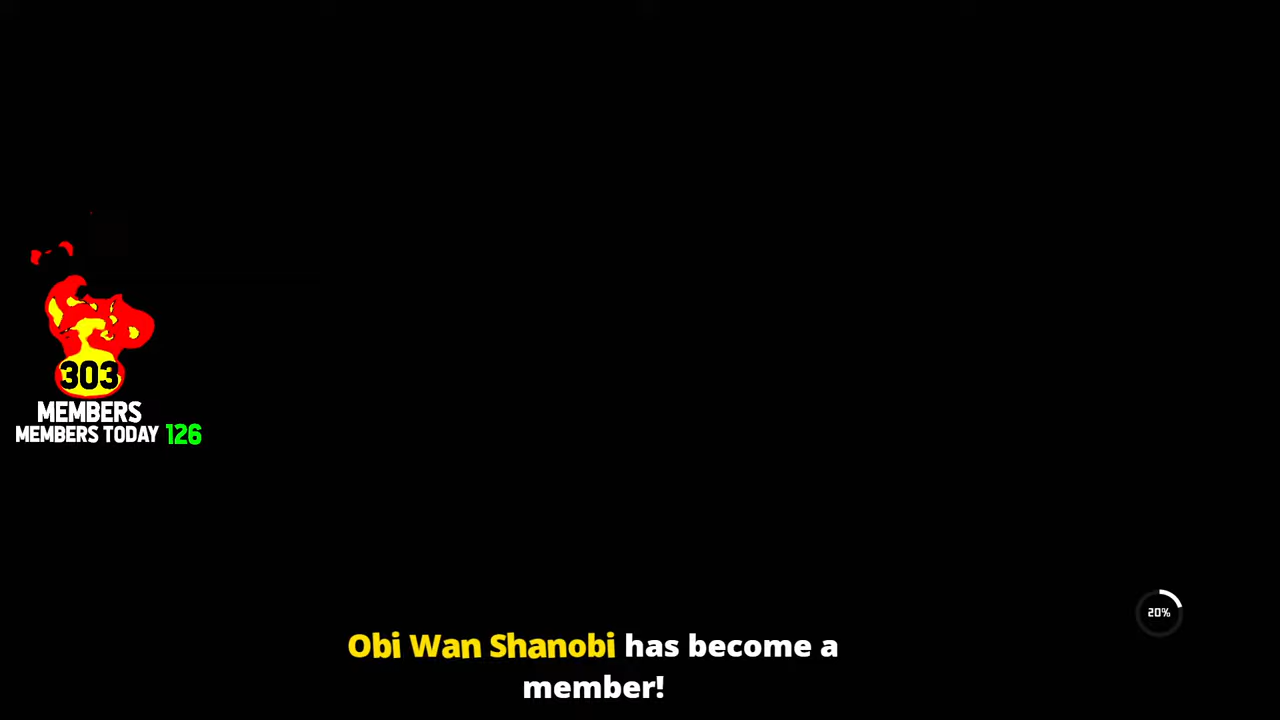 303
MEMBERS
MEMBERS TODAY 126
20%
Obi Wan Shanobi has become a
member!